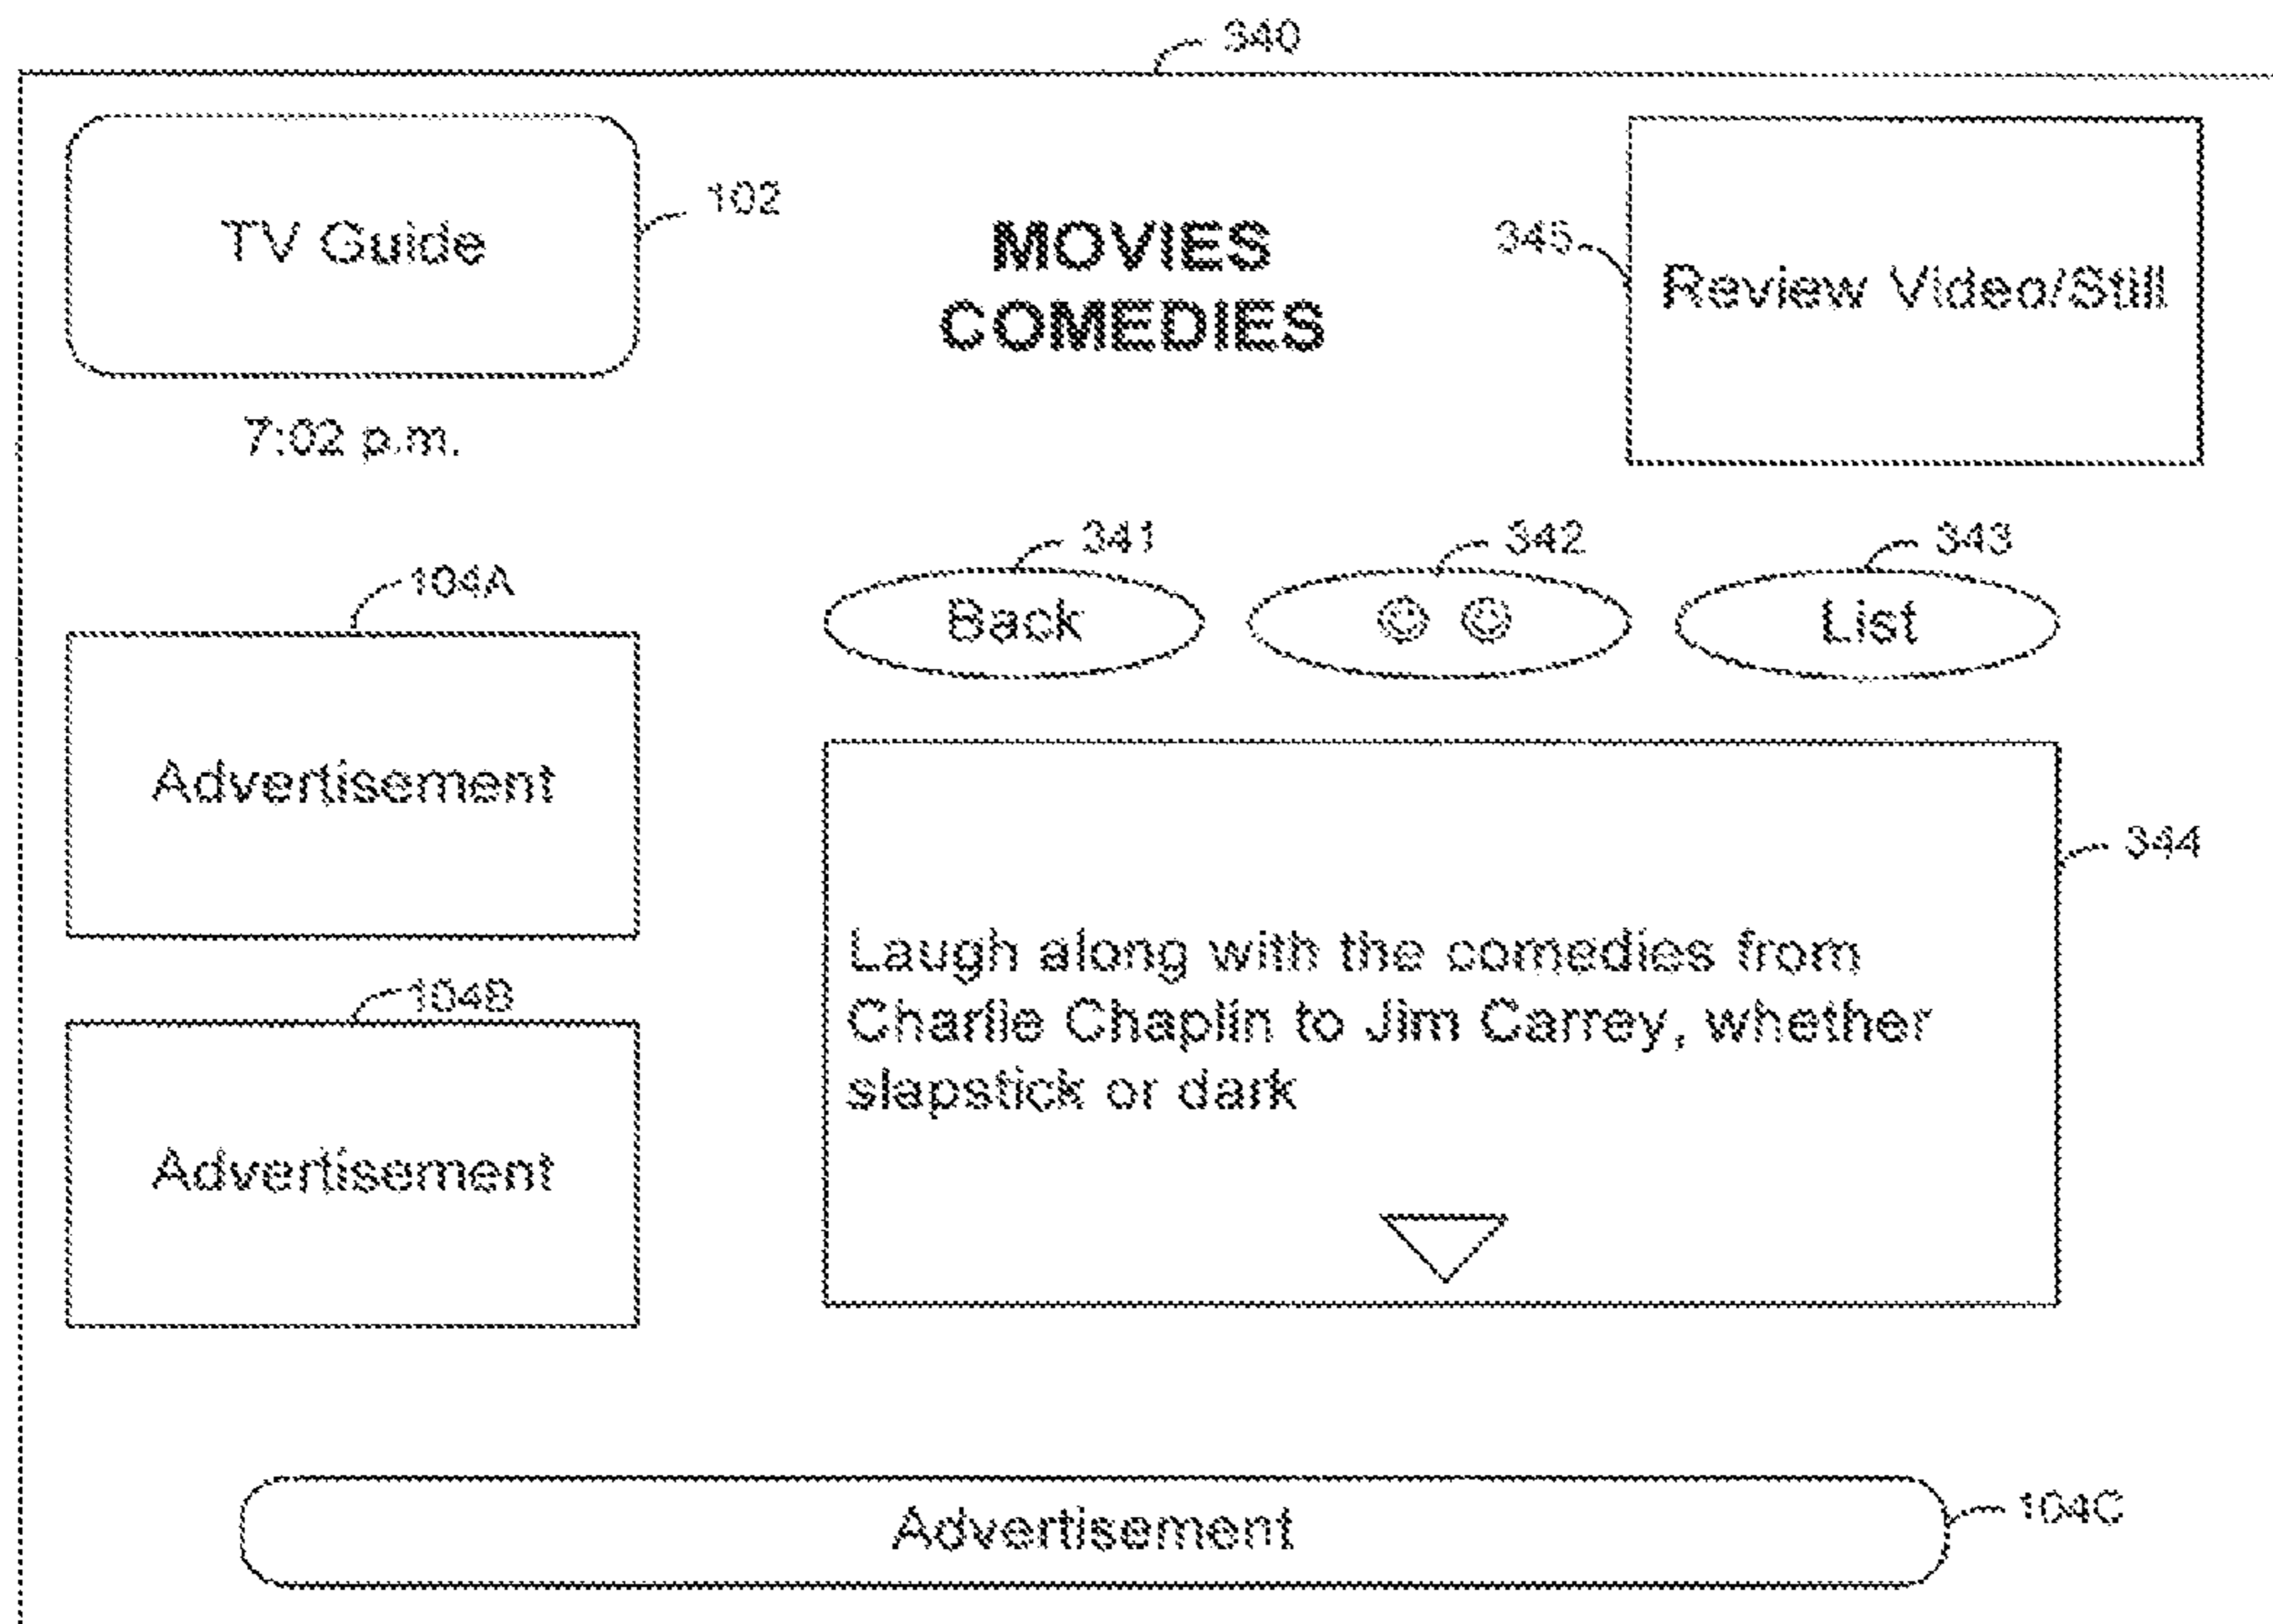 340
TV Guide
102
MOVIES
COMEDIES
345
Review Video/Still
7:02 p.m.
341
342
343
Back
☺ ☺
List
104A
Advertisement
344
Laugh along with the comedies from
Charlie Chaplin to Jim Carrey, whether
slapstick or dark
104B
Advertisement
Advertisement
104C